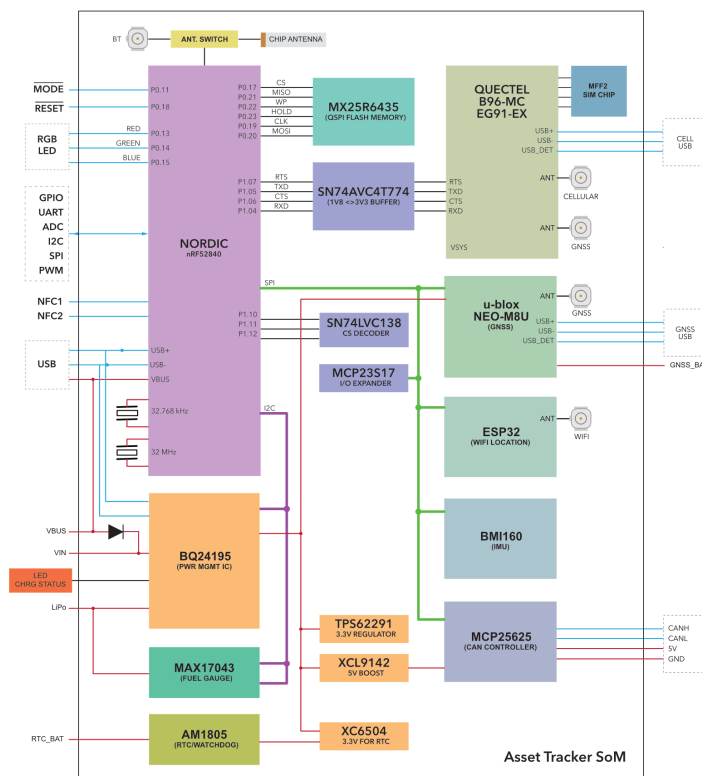 BT
ANT. SWITCH
CHIP ANTENNA
MODE
RESET
RGB
LED
RED
GREEN
BLUE
GPIO
UART
ADC
I2C
SPI
PWM
NFC1
NFC2
USB
P0.11
P0.18
P0.13
P0.14
P0.15
P0.17
P0.21
P0.22
P0.23
P0.19
P0.20
CS
MISO
WP
HOLD
CLK
MOSI
MX25R6435
(QSPI FLASH MEMORY)
P1.07
P1.05
P1.06
P1.04
RTS
TXD
CTS
RXD
SN74AVC4T774
(1V8 <>3V3 BUFFER)
NORDIC
nRF52840
SPI
P1.10
P1.11
P1.12
SN74LVC138
CS DECODER
MCP23S17
I/O EXPANDER
USB+
USB-
VBUS
32.768 kHz
32 MHz
I2C
QUECTEL
B96-MC
EG91-EX
MFF2
SIM CHIP
USB+
USB-
USB_DET
CELL
USB
RTS
TXD
CTS
RXD
ANT
CELLULAR
ANT
GNSS
VSYS
u-blox
NEO-M8U
(GNSS)
ANT
GNSS
USB+
USB-
USB_DET
GNSS
USB
GNSS_BA
ESP32
(WIFI LOCATION)
ANT
WIFI
BMI160
(IMU)
VBUS
VIN
LED
CHRG STATUS
LiPo
BQ24195
(PWR MGMT IC)
TPS62291
3.3V REGULATOR
XCL9142
5V BOOST
MCP25625
(CAN CONTROLLER)
CANH
CANL
5V
GND
MAX17043
(FUEL GAUGE)
RTC_BAT
AM1805
(RTC/WATCHDOG)
XC6504
3.3V FOR RTC
Asset Tracker SoM